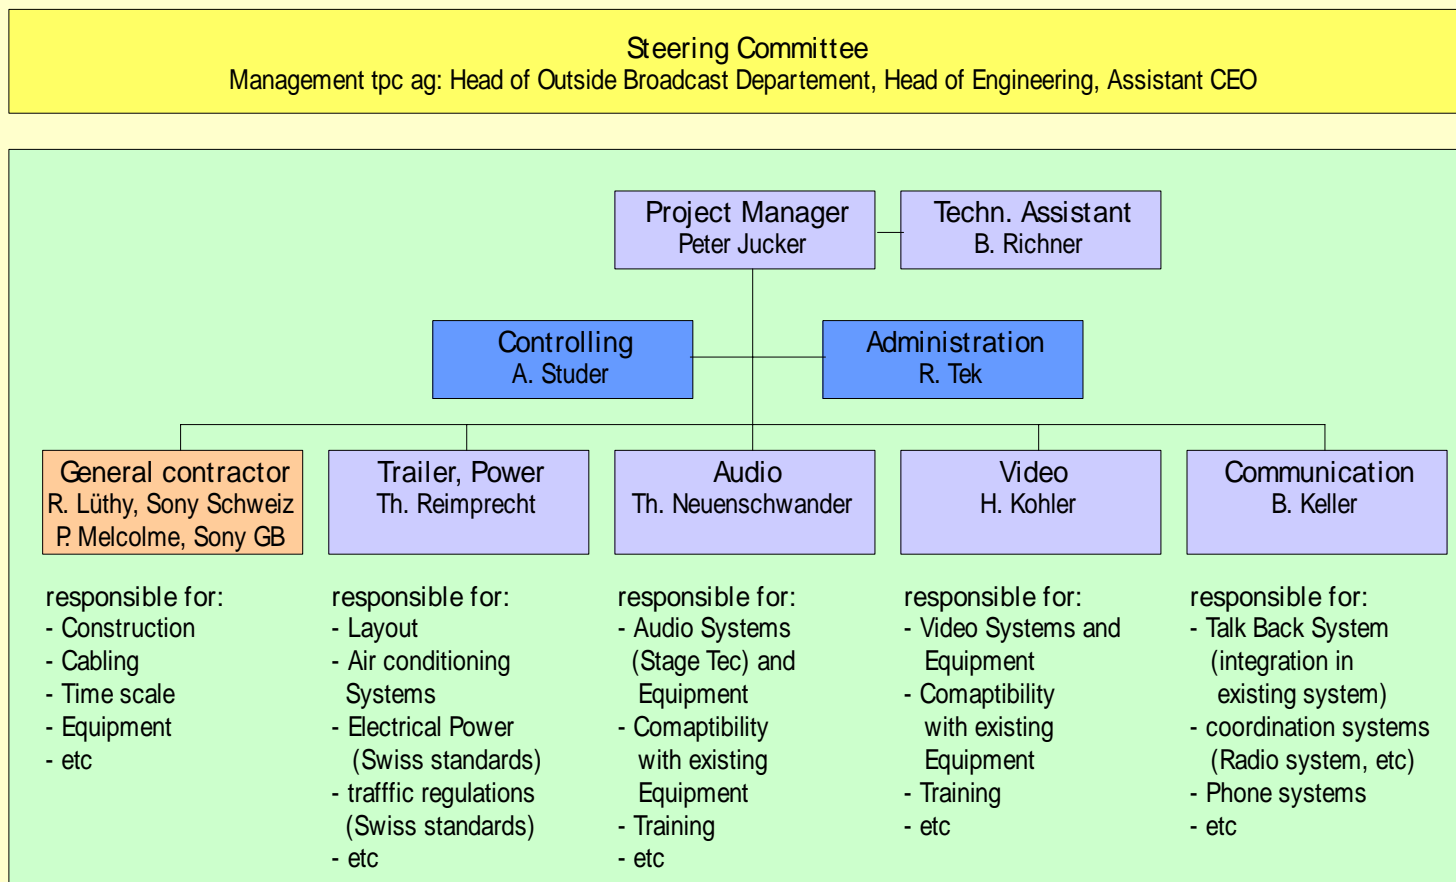 Steering Committee
Management tpc ag: Head of Outside Broadcast Departement, Head of Engineering, Assistant CEO
Project Manager
Peter Jucker
Techn. Assistant
B. Richner
Controlling
A. Studer
Administration
R. Tek
General contractor
R. Lüthy, Sony Schweiz
P. Melcolme, Sony GB
Trailer, Power
Th. Reimprecht
Audio
Th. Neuenschwander
Video
H. Kohler
Communication
B. Keller
responsible for:
- Construction
- Cabling
- Time scale
- Equipment
- etc
responsible for:
- Layout
- Air conditioning
Systems
- Electrical Power
(Swiss standards)
- trafffic regulations
(Swiss standards)
- etc
responsible for:
- Audio Systems
(Stage Tec) and
Equipment
- Comaptibility
with existing
Equipment
- Training
- etc
responsible for:
- Video Systems and
Equipment
- Comaptibility
with existing
Equipment
- Training
- etc
responsible for:
- Talk Back System
(integration in
existing system)
- coordination systems
(Radio system, etc)
- Phone systems
- etc